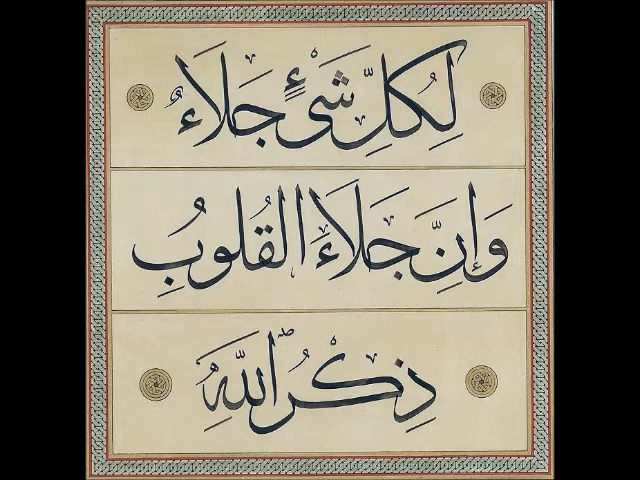 لِكُلِّ شَىْءٍ جَلَاءٌ
وَإِنَّ جَلَاءَ الْقُلُوبِ
ذِكْرُ اللّٰهِ